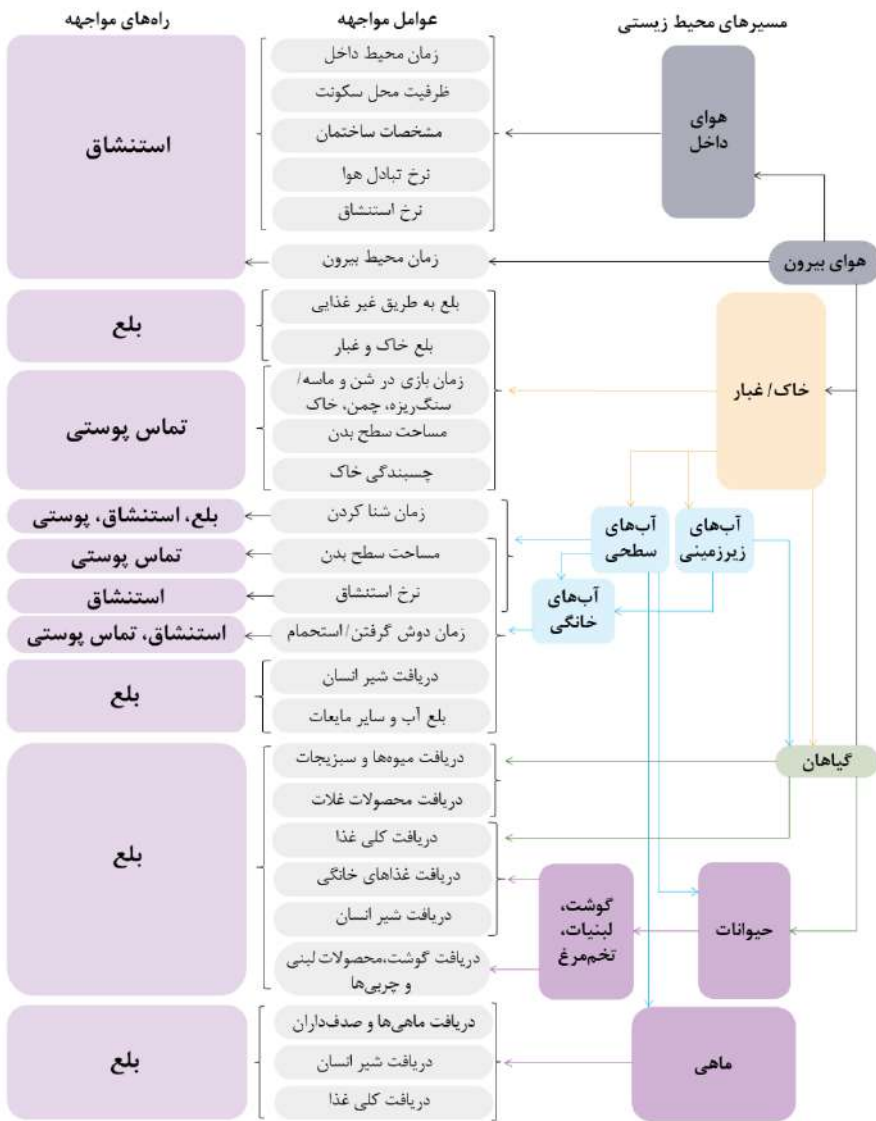 مسیرهای محیط زیستی
عوامل مواجهه
راه‌های مواجهه
هوای
داخل
هوای بیرون
زمان محیط داخل
ظرفیت محل سکونت
مشخصات ساختمان
نرخ تبادل هوا
نرخ استنشاق
زمان محیط بیرون
استنشاق
خاک/ غبار
بلع به طریق غیر غذایی
بلع خاک و غبار
بلع
زمان بازی در شن و ماسه/
سنگ‌ریزه، چمن، خاک
مساحت سطح بدن
چسبندگی خاک
تماس پوستی
آب‌های
زیرزمینی
آب‌های
سطحی
آب‌های
خانگی
زمان شنا کردن
بلع، استنشاق، پوستی
مساحت سطح بدن
تماس پوستی
نرخ استنشاق
استنشاق
زمان دوش گرفتن/ استحمام
استنشاق، تماس پوستی
دریافت شیر انسان
بلع آب و سایر مایعات
بلع
گیاهان
دریافت میوه‌ها و سبزیجات
دریافت محصولات غلات
حیوانات
گوشت،
لبنیات،
تخم‌مرغ
دریافت کلی غذا
دریافت غذاهای خانگی
دریافت شیر انسان
دریافت گوشت،محصولات لبنی
و چربی‌ها
بلع
ماهی
دریافت ماهی‌ها و صدف‌داران
دریافت شیر انسان
دریافت کلی غذا
بلع